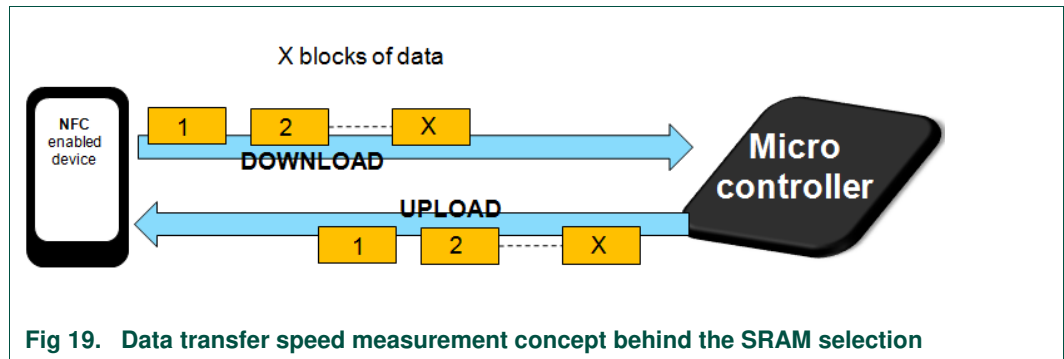 X blocks of data
NFC
enabled
device
1 2 X
DOWNLOAD
Micro
controller
UPLOAD
1 2 X
Fig 19. Data transfer speed measurement concept behind the SRAM selection